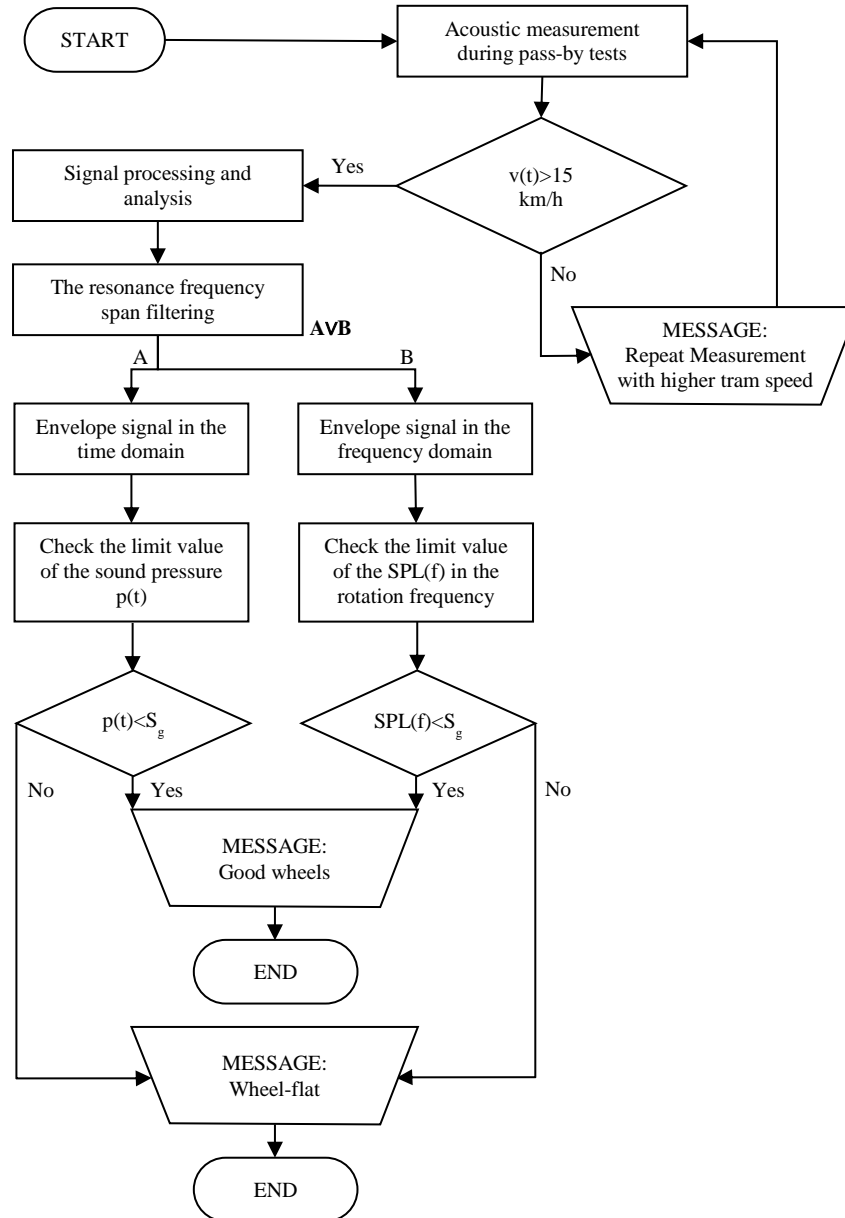 START
Acoustic measurement
during pass-by tests
v(t)>15
km/h
Yes
No
Signal processing and
analysis
The resonance frequency
span filtering
A∨B
MESSAGE:
Repeat Measurement
with higher tram speed
A
B
Envelope signal in the
time domain
Envelope signal in the
frequency domain
Check the limit value
of the sound pressure
p(t)
Check the limit value
of the SPL(f) in the
rotation frequency
p(t)<Sg
SPL(f)<Sg
No
Yes
Yes
No
MESSAGE:
Good wheels
END
MESSAGE:
Wheel-flat
END